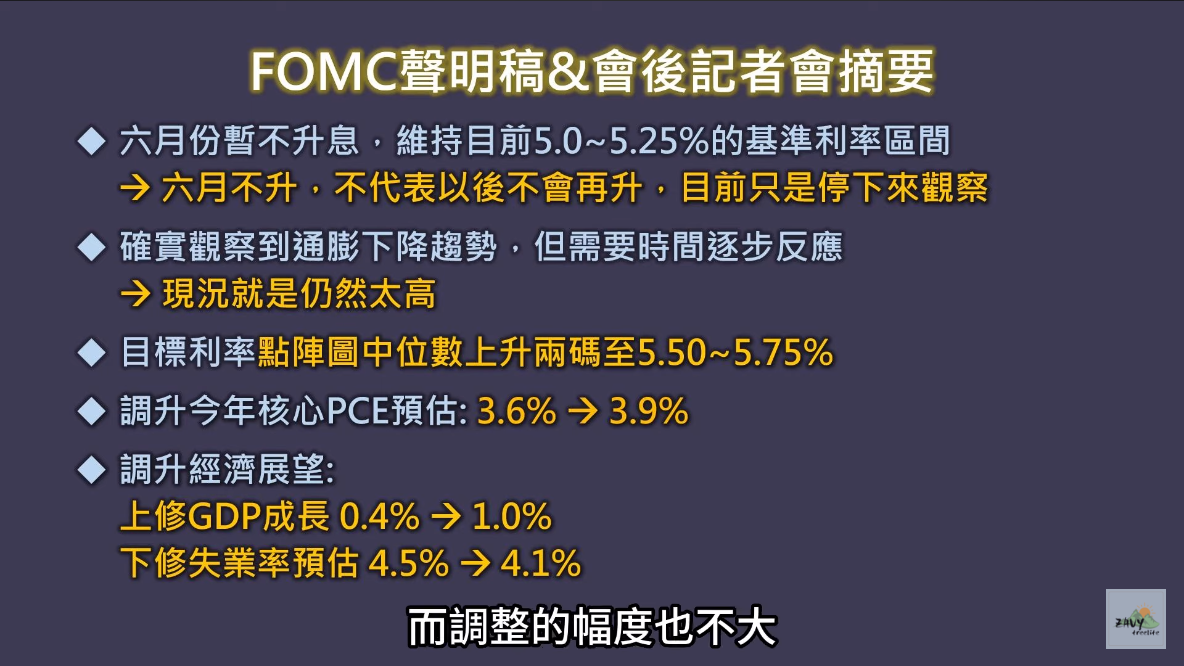 FOMC聲明稿&會後記者會摘要
◆ 六月份暫不升息，維持目前5.0~5.25%的基準利率區間
→ 六月不升，不代表以後不會再升，目前只是停下來觀察
◆ 確實觀察到通膨下降趨勢，但需要時間逐步反應
→ 現況就是仍然太高
◆ 目標利率點陣圖中位數上升兩碼至5.50~5.75%
◆ 調升今年核心PCE預估: 3.6% → 3.9%
◆ 調升經濟展望:
上修GDP成長 0.4% → 1.0%
下修失業率預估 4.5% → 4.1%
而調整的幅度也不大
ZAVY